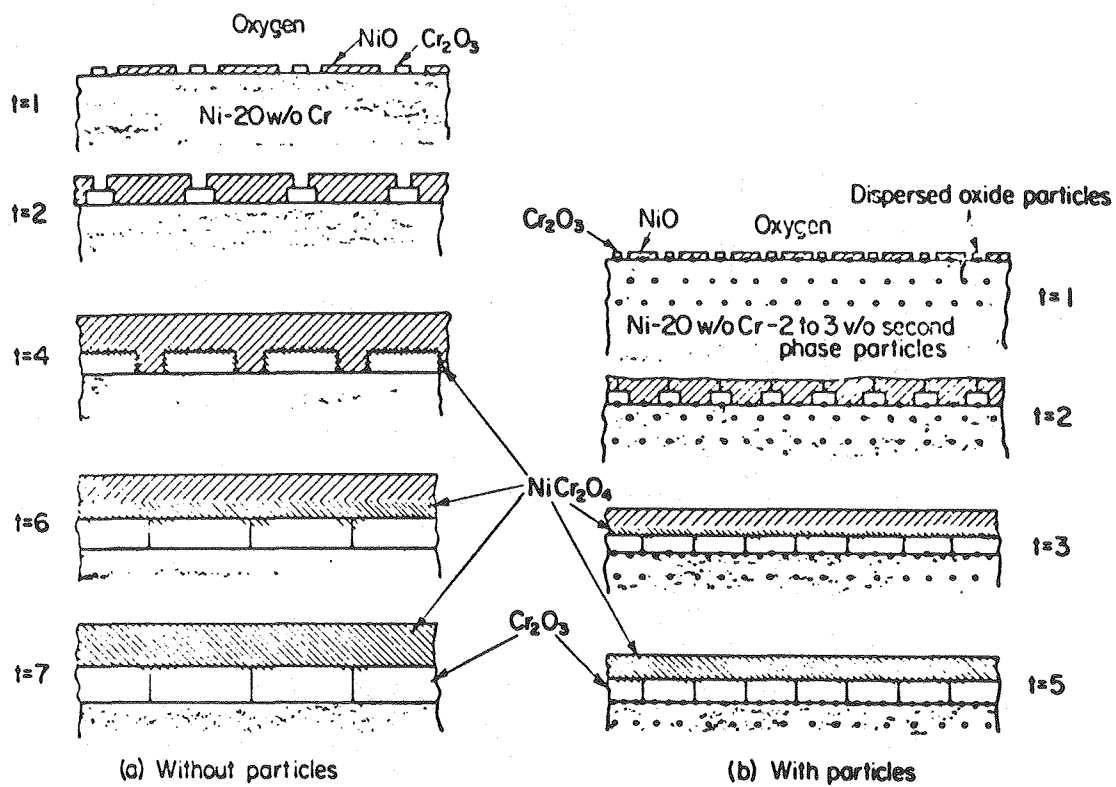 Oxygen
NiO
Cr₂O₃
t=1
Ni-20 w/o Cr
t=2
t=4
t=6
t=7
(a) Without particles
NiCr₂O₄
Cr₂O₃
Dispersed oxide particles
Cr₂O₃
NiO
Oxygen
t=1
Ni-20 w/o Cr-2 to 3 v/o second
phase particles
t=2
t=3
t=5
(b) With particles